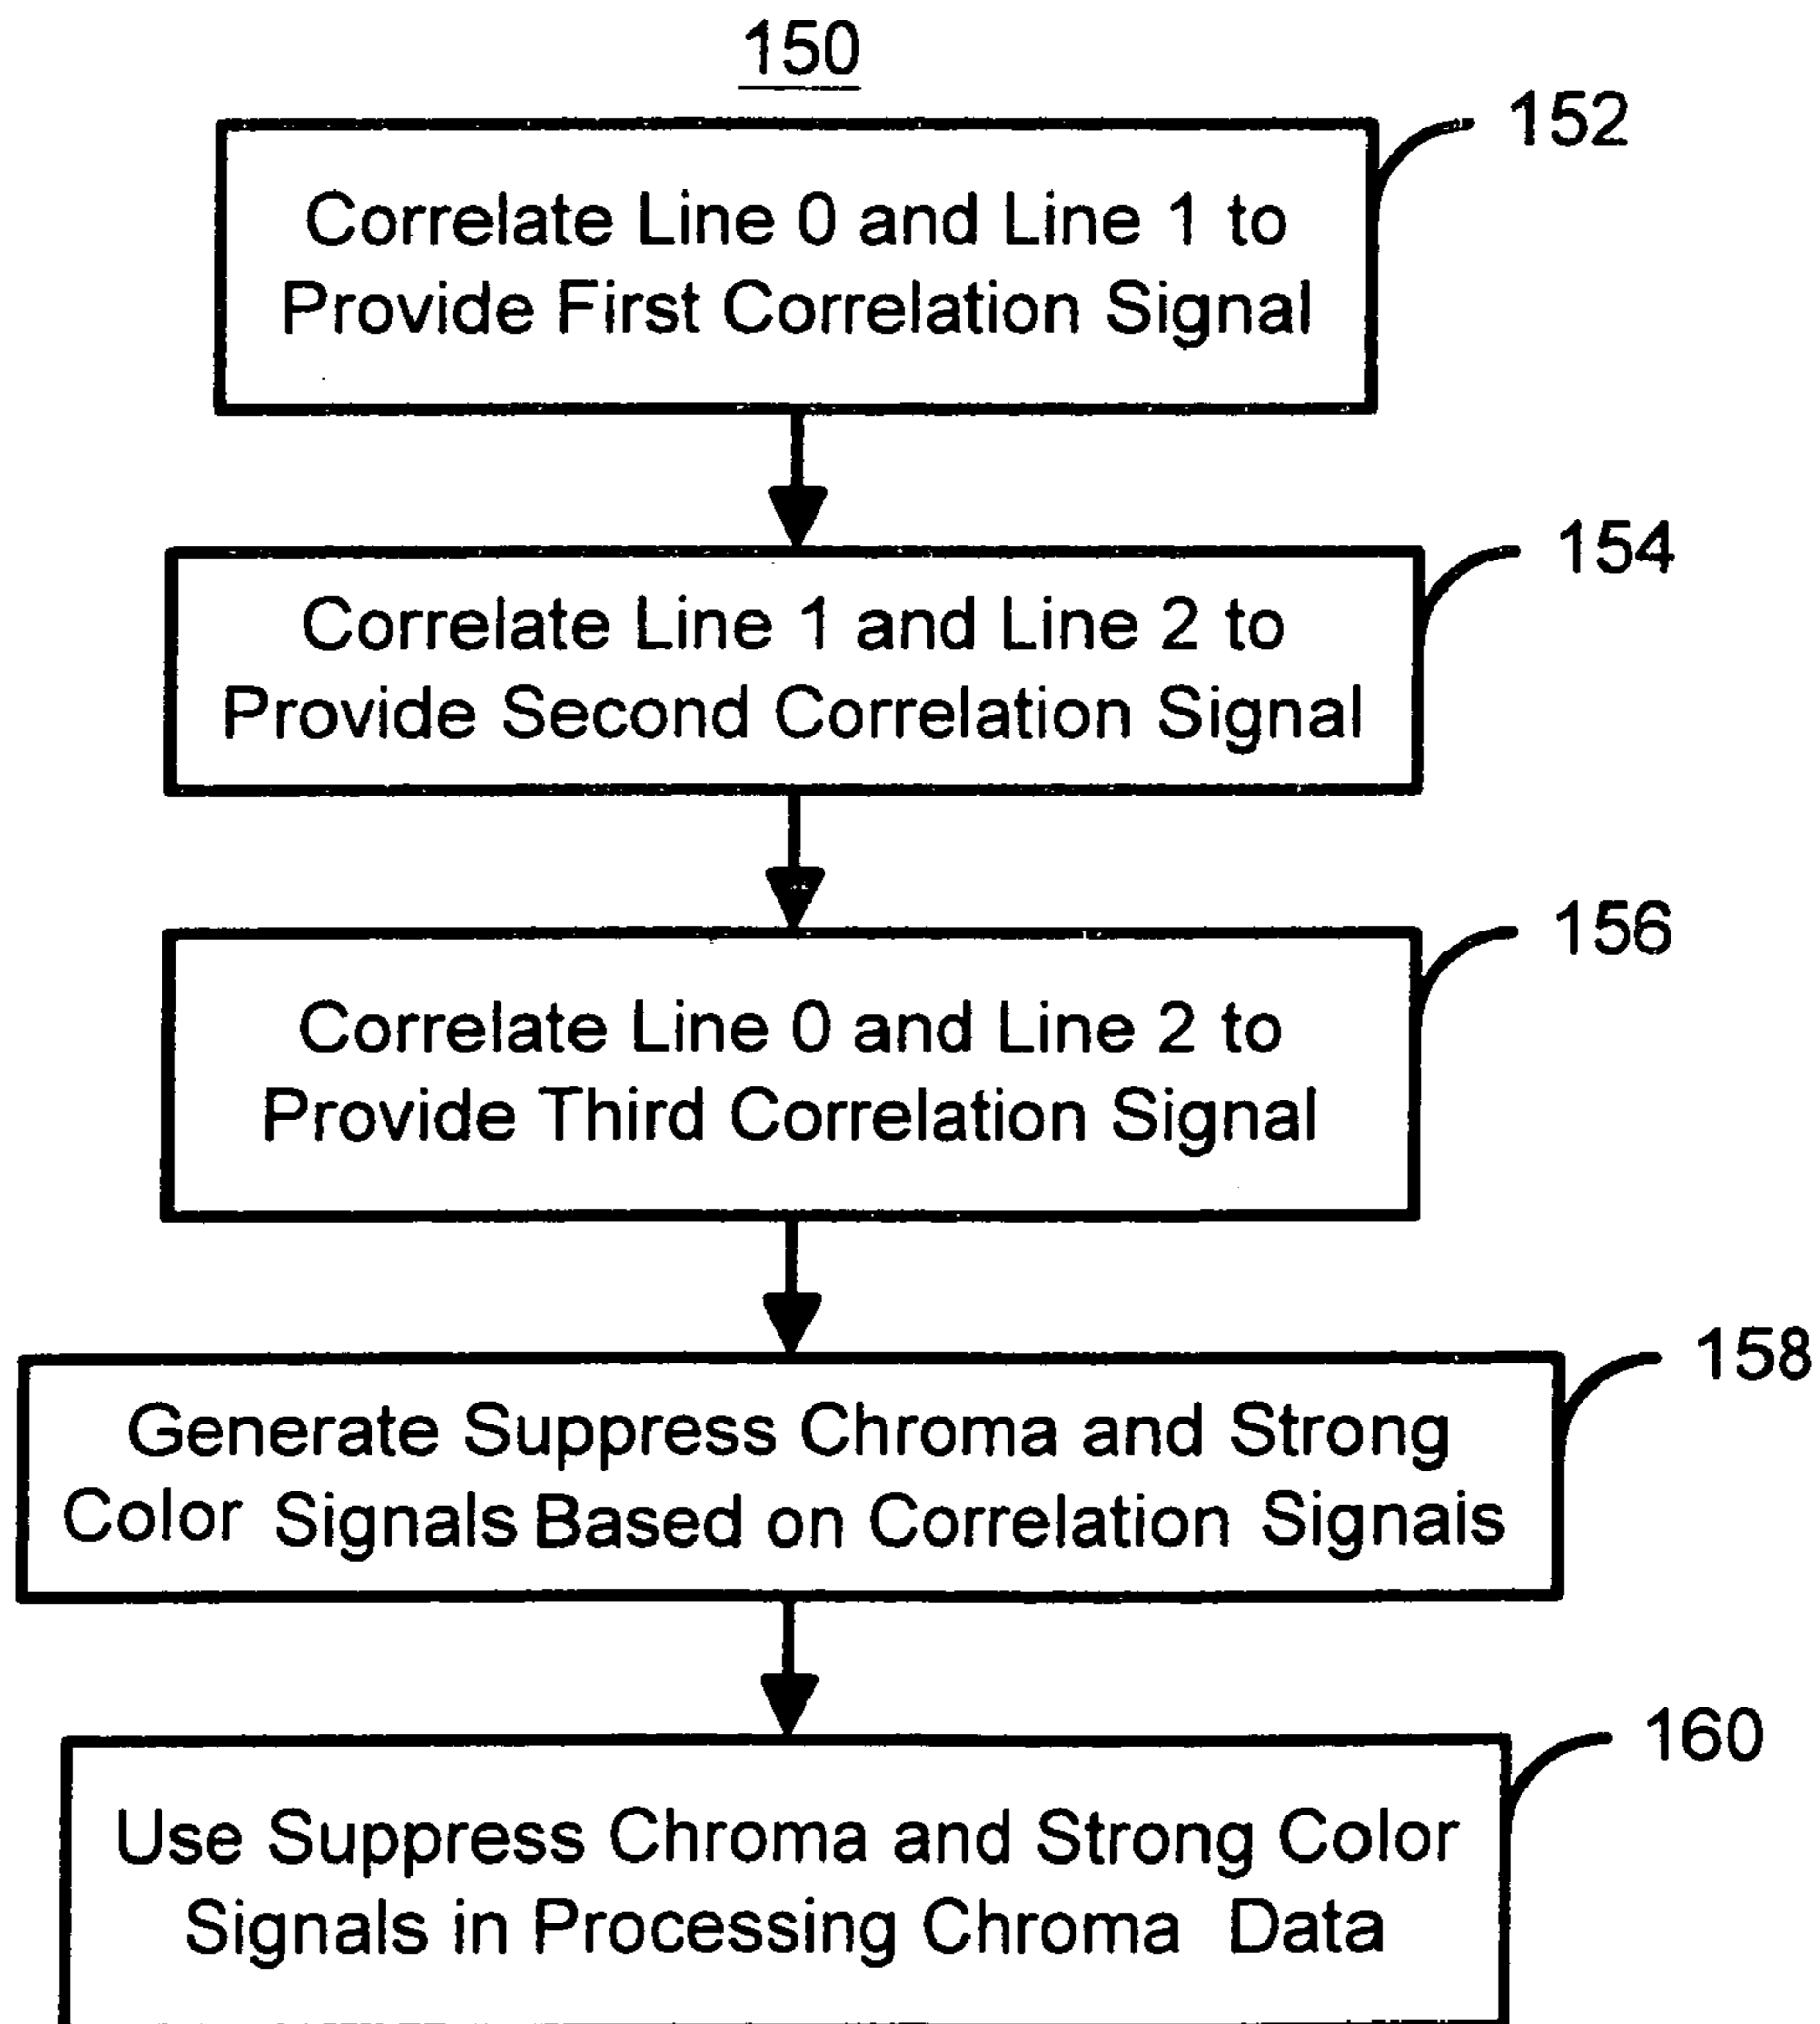 150
152
Correlate Line 0 and Line 1 to
Provide First Correlation Signal
154
Correlate Line 1 and Line 2 to
Provide Second Correlation Signal
156
Correlate Line 0 and Line 2 to
Provide Third Correlation Signal
158
Generate Suppress Chroma and Strong
Color Signals Based on Correlation Signals
160
Use Suppress Chroma and Strong Color
Signals in Processing Chroma Data